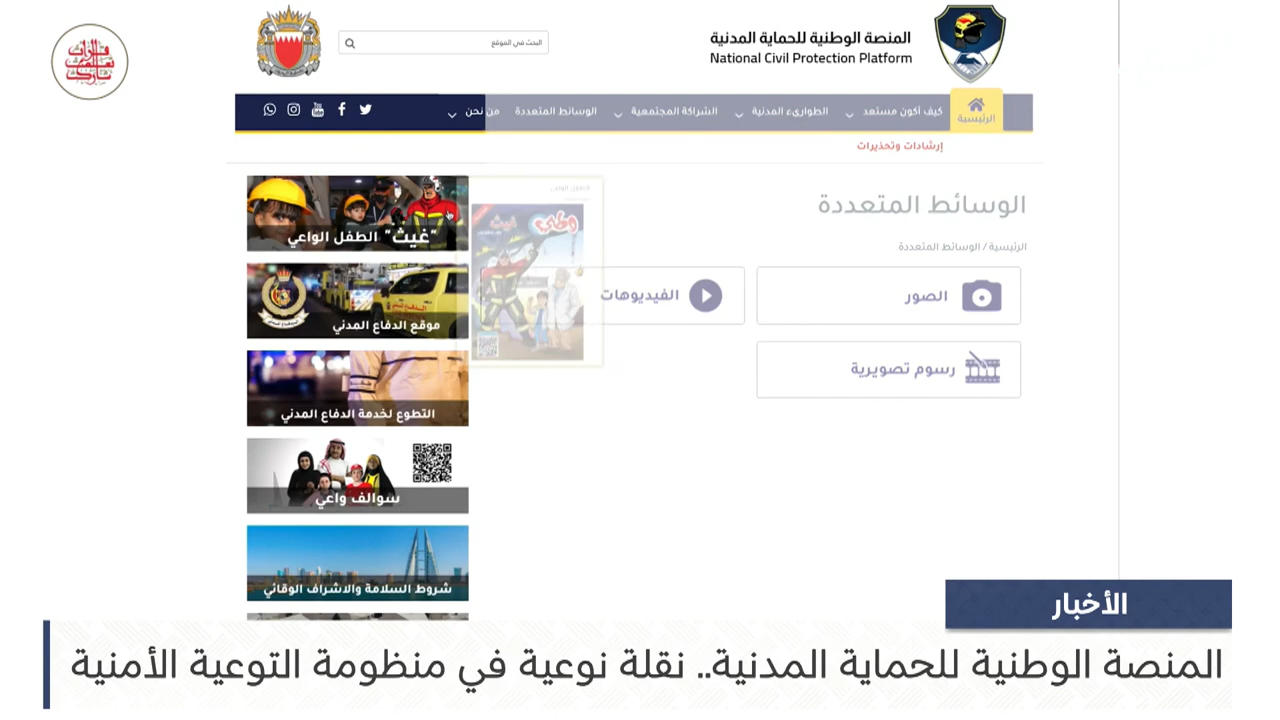 المنصة الوطنية للحماية المدنية
National Civil Protection Platform
البحث في الموقع
الرئيسية
كيف أكون مستعد
الطوارىء المدنية
الشراكة المجتمعية
الوسائط المتعددة
من نحن
إرشادات وتحذيرات
الوسائط المتعددة
الرئيسية / الوسائط المتعددة
الصور
الفيديوهات
رسوم تصويرية
وطني
غيث
"غيث" الطفل الواعي
موقع الدفاع المدني
التطوع لخدمة الدفاع المدني
سوالف واعي
شروط السلامة والاشراف الوقائي
الأخبار
المنصة الوطنية للحماية المدنية.. نقلة نوعية في منظومة التوعية الأمنية